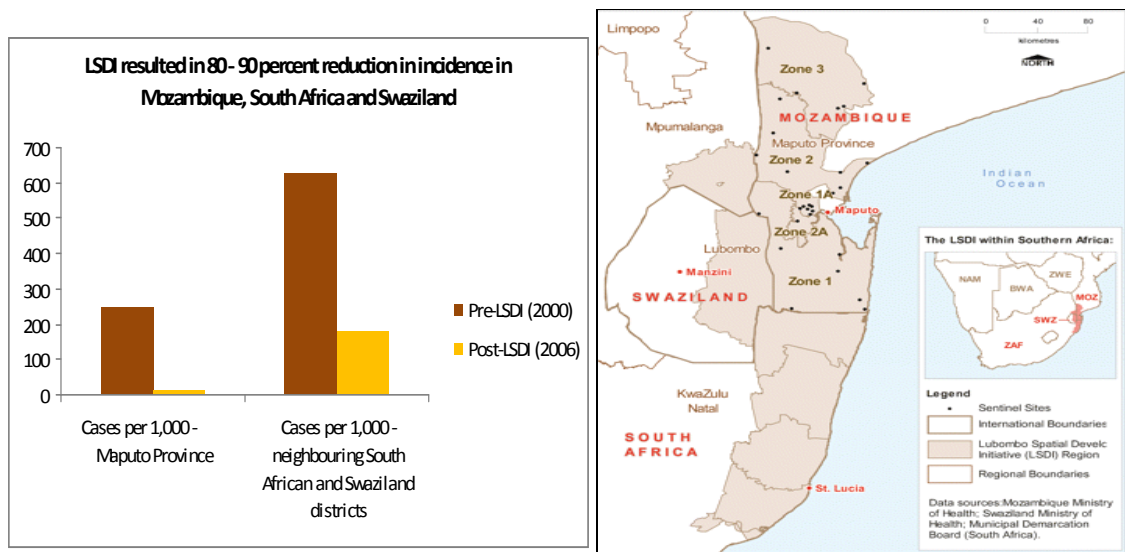 LSDI resulted in 80 - 90 percent reduction in incidence in
Mozambique, South Africa and Swaziland
700
600
500
400
300
200
100
0
Pre-LSDI (2000)
Post-LSDI (2006)
Cases per 1,000 -
Maputo Province
Cases per 1,000 -
neighbouring South
African and Swaziland
districts
Limpopo
0 40 80
kilometres
NORTH
Zone 3
MOZAMBIQUE
Mpumalanga
Maputo Province
Zone 2
Indian
Ocean
Zone 1A
Maputo
Zone 2A
Lubombo
Manzini
Zone 1
SWAZILAND
KwaZulu
Natal
SOUTH
AFRICA
St. Lucia
The LSDI within Southern Africa:
NAM
BWA
ZWE
MOZ
SWZ
ZAF
Legend
Sentinel Sites
International Boundaries
Lubombo Spatial Develc
Initiative (LSDI) Region
Regional Boundaries
Data sources:Mozambique Ministry
of Health; Swaziland Ministry of
Health; Municipal Demarcation
Board (South Africa).